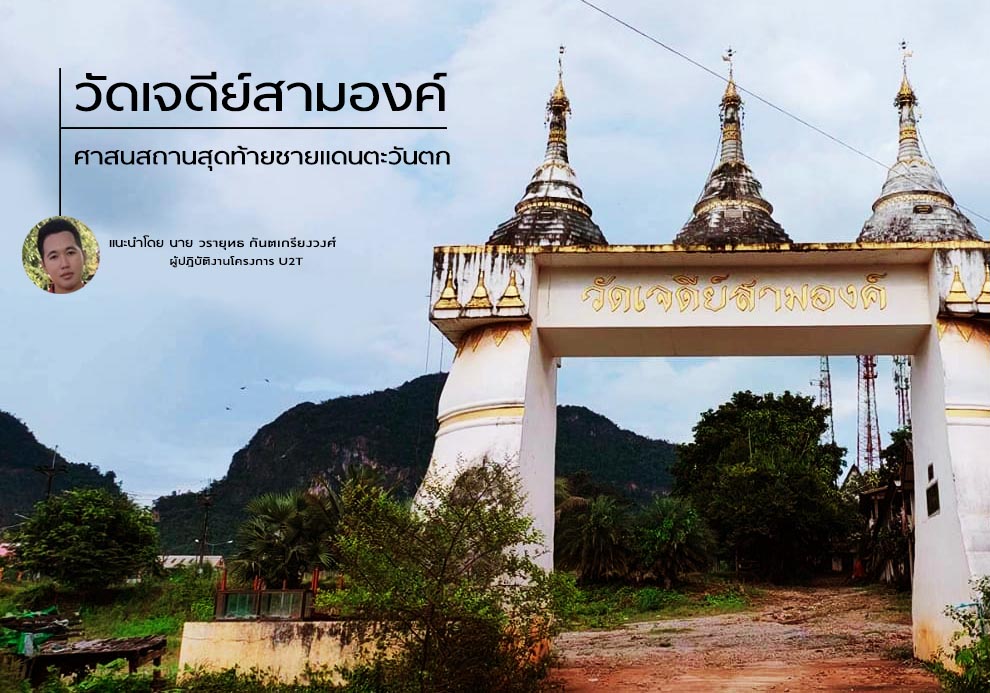 วัดเจดีย์สามองค์
ศาสนสถานสุดท้ายชายแดนตะวันตก
แนะนำโดย นาย วรายุทธ กันตเกรียงวงศ์
ผู้ปฎิบัติงานโครงการ U2T
วัดเจดีย์สามองค์